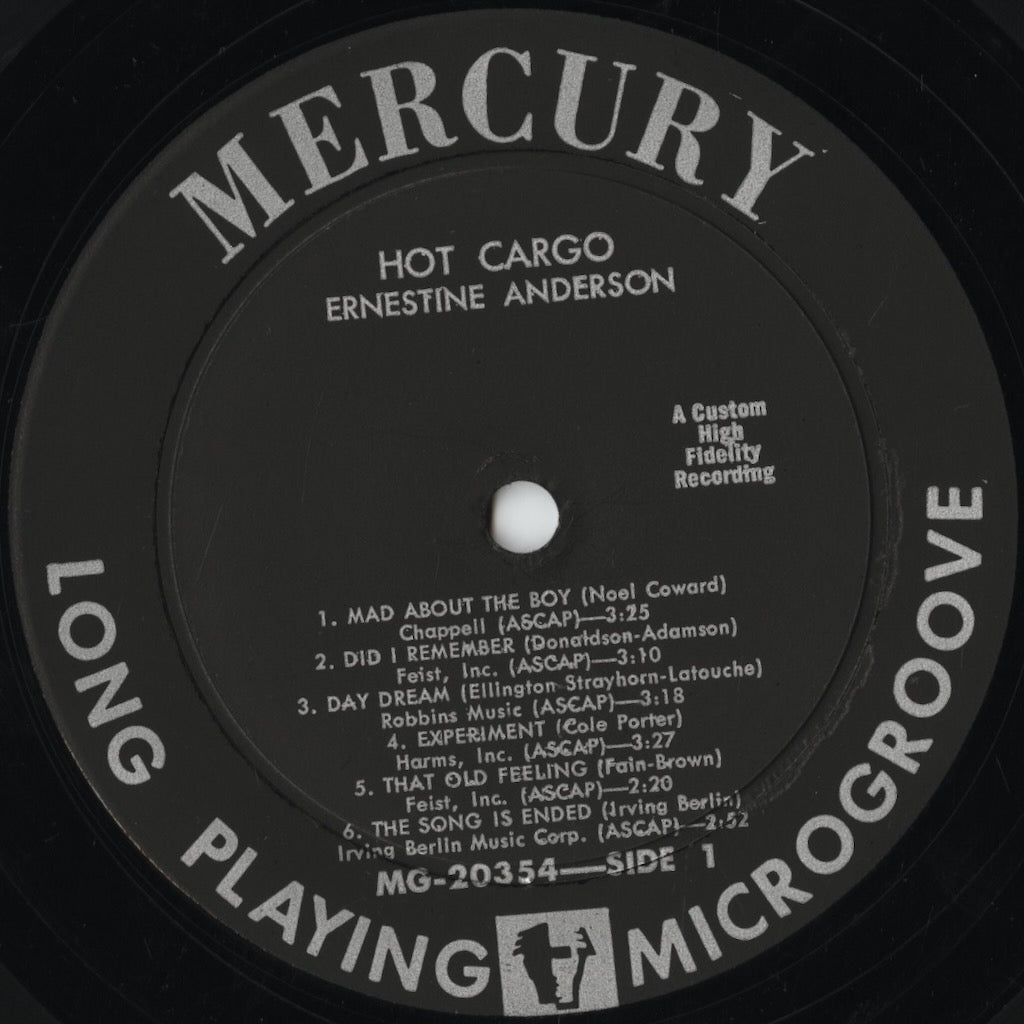 MERCURY
HOT CARGO
ERNESTINE ANDERSON
A Custom
High
Fidelity
Recording
1. MAD ABOUT THE BOY (Noel Coward)
Chappell (ASCAP)—3:25
2. DID I REMEMBER (Donaldson-Adamson)
Feist, Inc. (ASCAP)—3:10
3. DAY DREAM (Ellington Strayhorn-Latouche)
Robbins Music (ASCAP)—3:18
4. EXPERIMENT (Cole Porter)
Harms, Inc. (ASCAP)—3:27
5. THAT OLD FEELING (Fain-Brown)
Feist, Inc. (ASCAP)—2:20
6. THE SONG IS ENDED (Irving Berlin)
Irving Berlin Music Corp. (ASCAP)—2:52
MG-20354—SIDE 1
LONG PLAYING MICROGROOVE